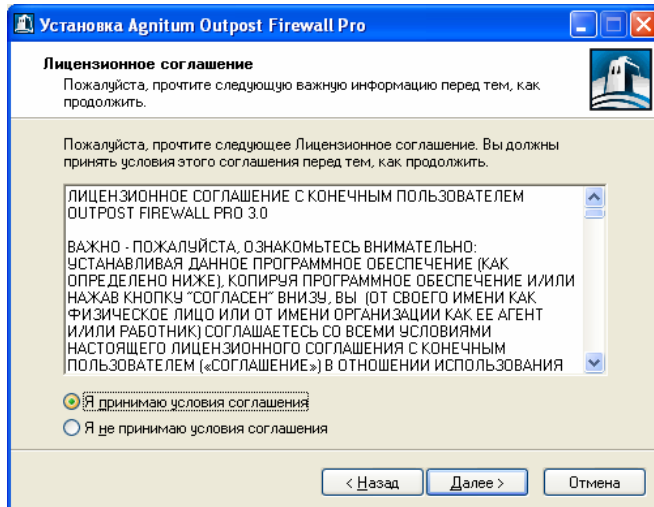 Установка Agnitum Outpost Firewall Pro
Лицензионное соглашение
Пожалуйста, прочтите следующую важную информацию перед тем, как
продолжить.
Пожалуйста, прочтите следующее Лицензионное соглашение. Вы должны
принять условия этого соглашения перед тем, как продолжить.
ЛИЦЕНЗИОННОЕ СОГЛАШЕНИЕ С КОНЕЧНЫМ ПОЛЬЗОВАТЕЛЕМ
OUTPOST FIREWALL PRO 3.0
ВАЖНО - ПОЖАЛУЙСТА, ОЗНАКОМЬТЕСЬ ВНИМАТЕЛЬНО:
УСТАНАВЛИВАЯ ДАННОЕ ПРОГРАММНОЕ ОБЕСПЕЧЕНИЕ (КАК
ОПРЕДЕЛЕНО НИЖЕ), КОПИРУЯ ПРОГРАММНОЕ ОБЕСПЕЧЕНИЕ И/ИЛИ
НАЖАВ КНОПКУ "СОГЛАСЕН" ВНИЗУ, ВЫ (ОТ СВОЕГО ИМЕНИ КАК
ФИЗИЧЕСКОЕ ЛИЦО ИЛИ ОТ ИМЕНИ ОРГАНИЗАЦИИ КАК ЕЕ АГЕНТ
И/ИЛИ РАБОТНИК) СОГЛАШАЕТЕСЬ СО ВСЕМИ УСЛОВИЯМИ
НАСТОЯЩЕГО ЛИЦЕНЗИОННОГО СОГЛАШЕНИЯ С КОНЕЧНЫМ
ПОЛЬЗОВАТЕЛЕМ («СОГЛАШЕНИЕ») В ОТНОШЕНИИ ИСПОЛЬЗОВАНИЯ
Я принимаю условия соглашения
Я не принимаю условия соглашения
< Назад Далее > Отмена